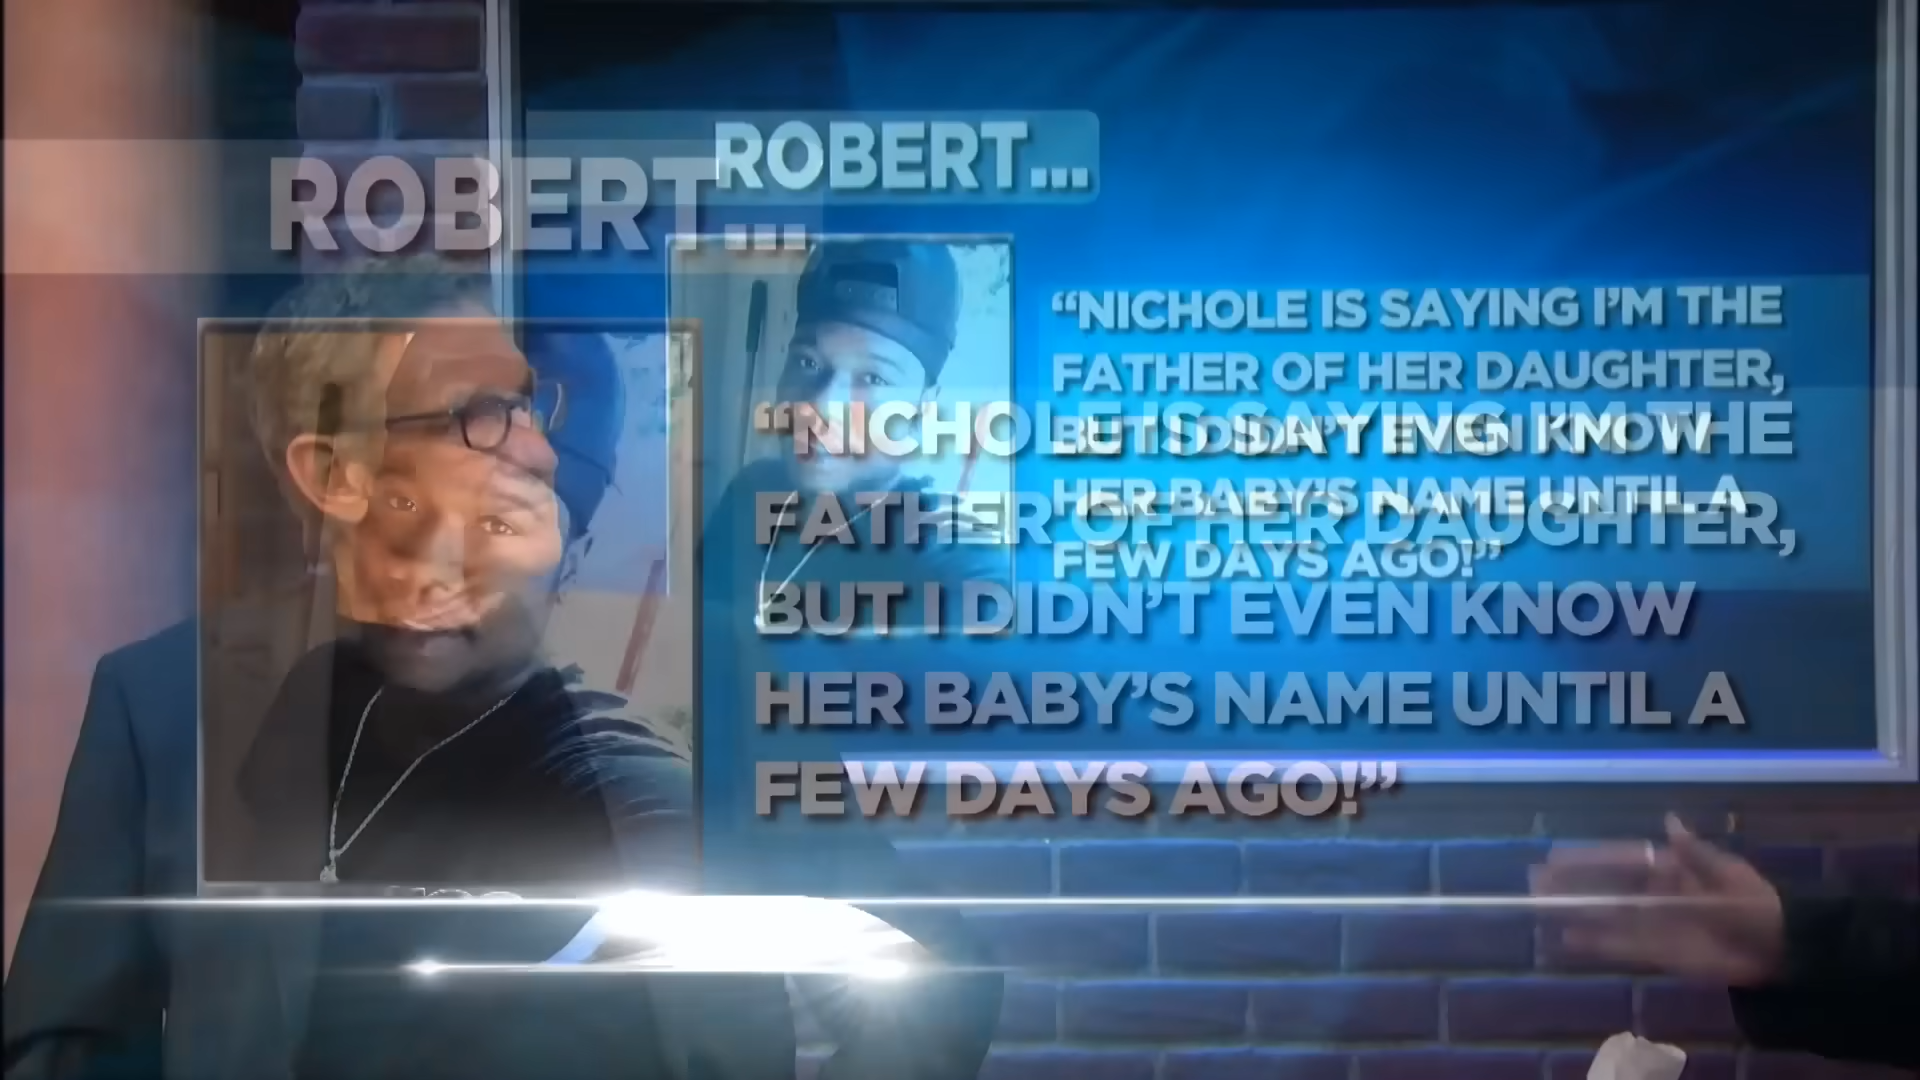 ROBERT...
“NICHOLE IS SAYING I’M THE
FATHER OF HER DAUGHTER,
BUT I DIDN’T EVEN KNOW
HER BABY’S NAME UNTIL A
FEW DAYS AGO!”
ROBERT...
“NICHOLE IS SAYING I’M THE
FATHER OF HER DAUGHTER,
BUT I DIDN’T EVEN KNOW
HER BABY’S NAME UNTIL A
FEW DAYS AGO!”